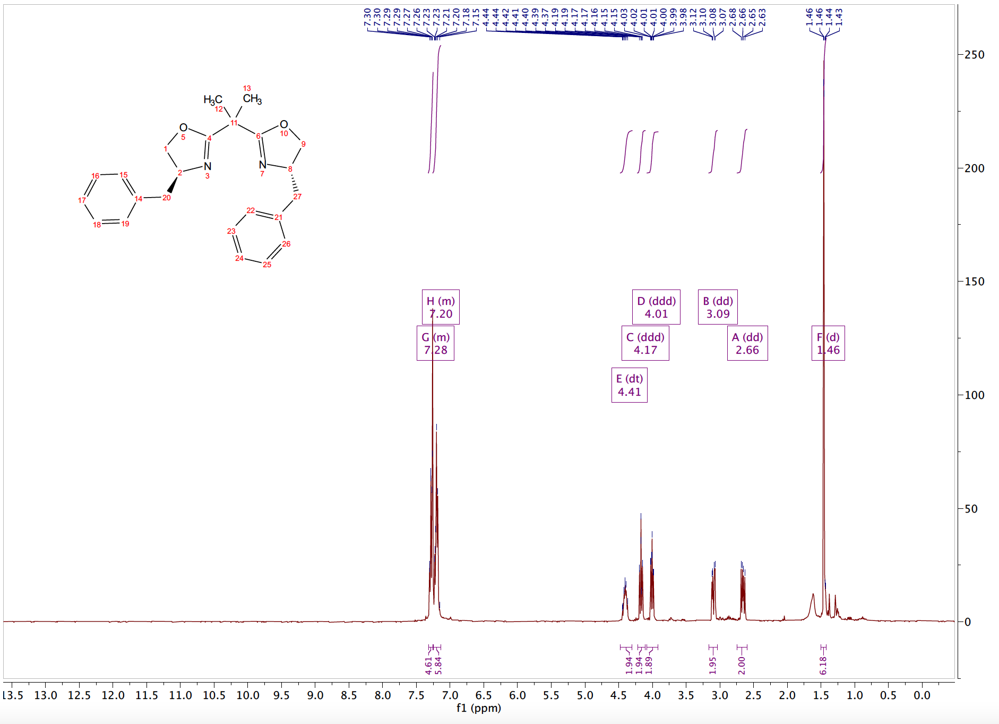 7.30 7.30 7.29 7.29 7.27 7.26 7.23 7.23 7.21 7.20 7.18 7.15 4.44 4.44 4.42 4.41 4.40 4.39 4.37 4.19 4.19 4.17 4.17 4.16 4.15 4.15 4.03 4.02 4.01 4.01 4.00 3.99 3.98 3.12 3.10 3.08 3.07 2.68 2.66 2.65 2.63 1.46 1.46 1.44 1.43
250
13
H3C CH3
12
O 11 O
5 4 6 10
1 9
N N
3 2 7 8
200
16 15
17 14 20 27
18 19
22 21
23
26
24 25
150
H (m)
7.20
D (ddd)
4.01
B (dd)
3.09
G (m)
7.28
C (ddd)
4.17
A (dd)
2.66
F (d)
1.46
E (dt)
4.41
100
50
0
4.61 5.84 1.94 1.94 1.89 1.95 2.00 6.18
13.5 13.0 12.5 12.0 11.5 11.0 10.5 10.0 9.5 9.0 8.5 8.0 7.5 7.0 6.5 6.0 5.5 5.0 4.5 4.0 3.5 3.0 2.5 2.0 1.5 1.0 0.5 0.0
f1 (ppm)